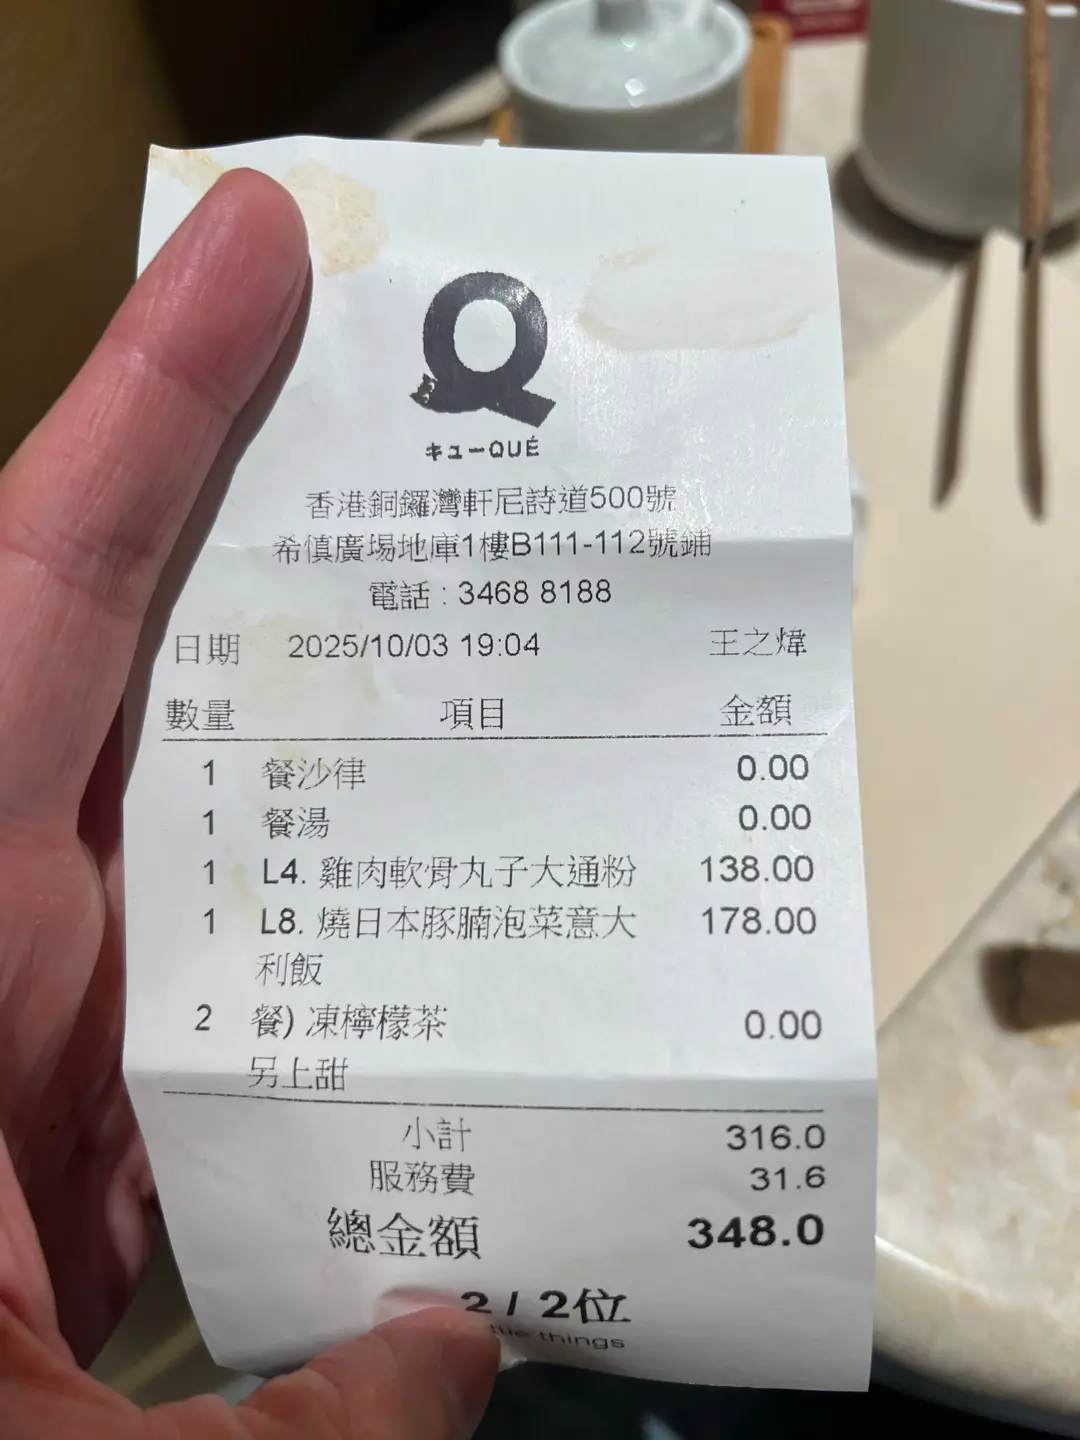 Q
キューQUÉ
香港銅鑼灣軒尼詩道500號
希慎廣場地庫1樓B111-112號鋪
電話 : 3468 8188
日期 2025/10/03 19:04 王之煒
數量 項目 金額
1 餐沙律 0.00
1 餐湯 0.00
1 L4. 雞肉軟骨丸子大通粉 138.00
1 L8. 燒日本豚腩泡菜意大 178.00
利飯
2 餐) 凍檸檬茶 0.00
另上甜
小計 316.0
服務費 31.6
總金額 348.0
2 / 2位
things